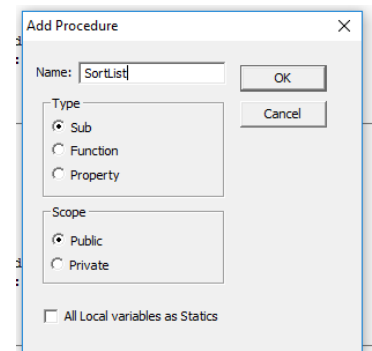 Add Procedure
Name: SortList
OK
Type
Cancel
Sub
Function
Property
Scope
Public
Private
All Local variables as Statics